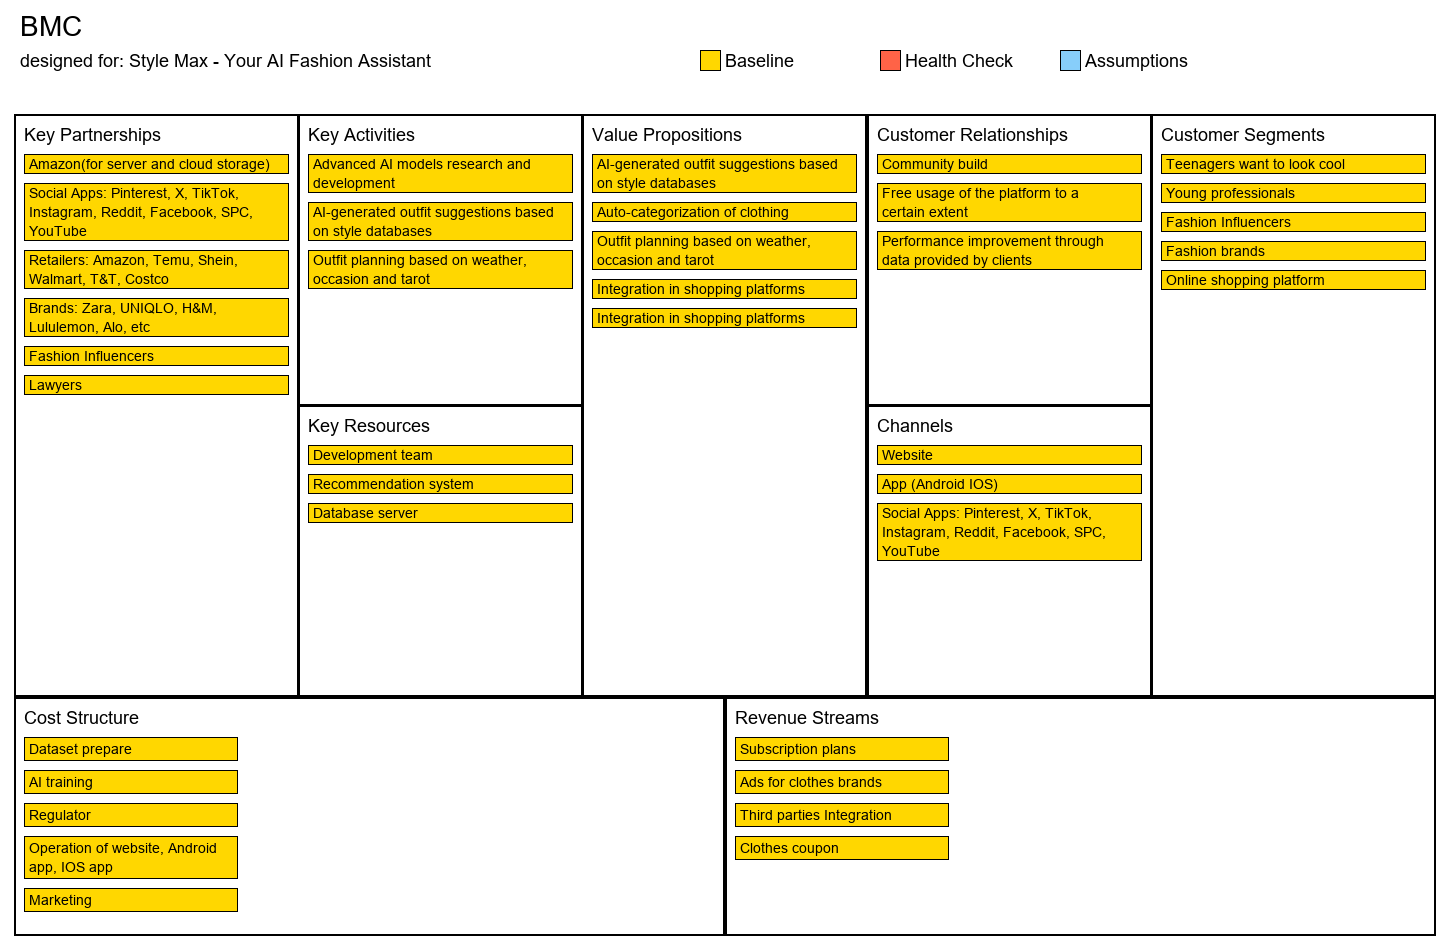 BMC
designed for: Style Max - Your AI Fashion Assistant
Baseline
Health Check
Assumptions
Key Partnerships
Amazon(for server and cloud storage)
Social Apps: Pinterest, X, TikTok,
Instagram, Reddit, Facebook, SPC,
YouTube
Retailers: Amazon, Temu, Shein,
Walmart, T&T, Costco
Brands: Zara, UNIQLO, H&M,
Lululemon, Alo, etc
Fashion Influencers
Lawyers
Key Activities
Advanced AI models research and
development
AI-generated outfit suggestions based
on style databases
Outfit planning based on weather,
occasion and tarot
Key Resources
Development team
Recommendation system
Database server
Value Propositions
AI-generated outfit suggestions based
on style databases
Auto-categorization of clothing
Outfit planning based on weather,
occasion and tarot
Integration in shopping platforms
Integration in shopping platforms
Customer Relationships
Community build
Free usage of the platform to a
certain extent
Performance improvement through
data provided by clients
Channels
Website
App (Android IOS)
Social Apps: Pinterest, X, TikTok,
Instagram, Reddit, Facebook, SPC,
YouTube
Customer Segments
Teenagers want to look cool
Young professionals
Fashion Influencers
Fashion brands
Online shopping platform
Cost Structure
Dataset prepare
AI training
Regulator
Operation of website, Android
app, IOS app
Marketing
Revenue Streams
Subscription plans
Ads for clothes brands
Third parties Integration
Clothes coupon